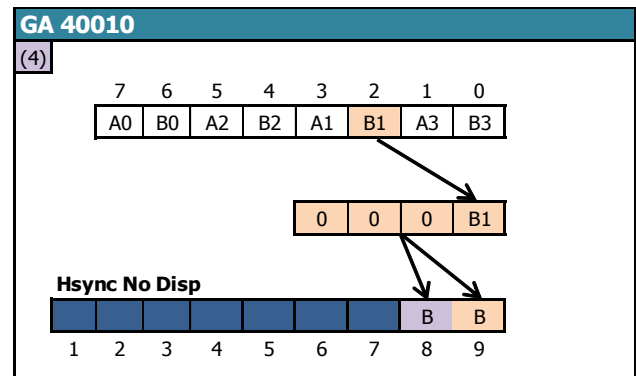 GA 40010
(4)
7 6 5 4 3 2 1 0
A0 B0 A2 B2 A1 B1 A3 B3
0 0 0 B1
Hsync No Disp
B B
1 2 3 4 5 6 7 8 9